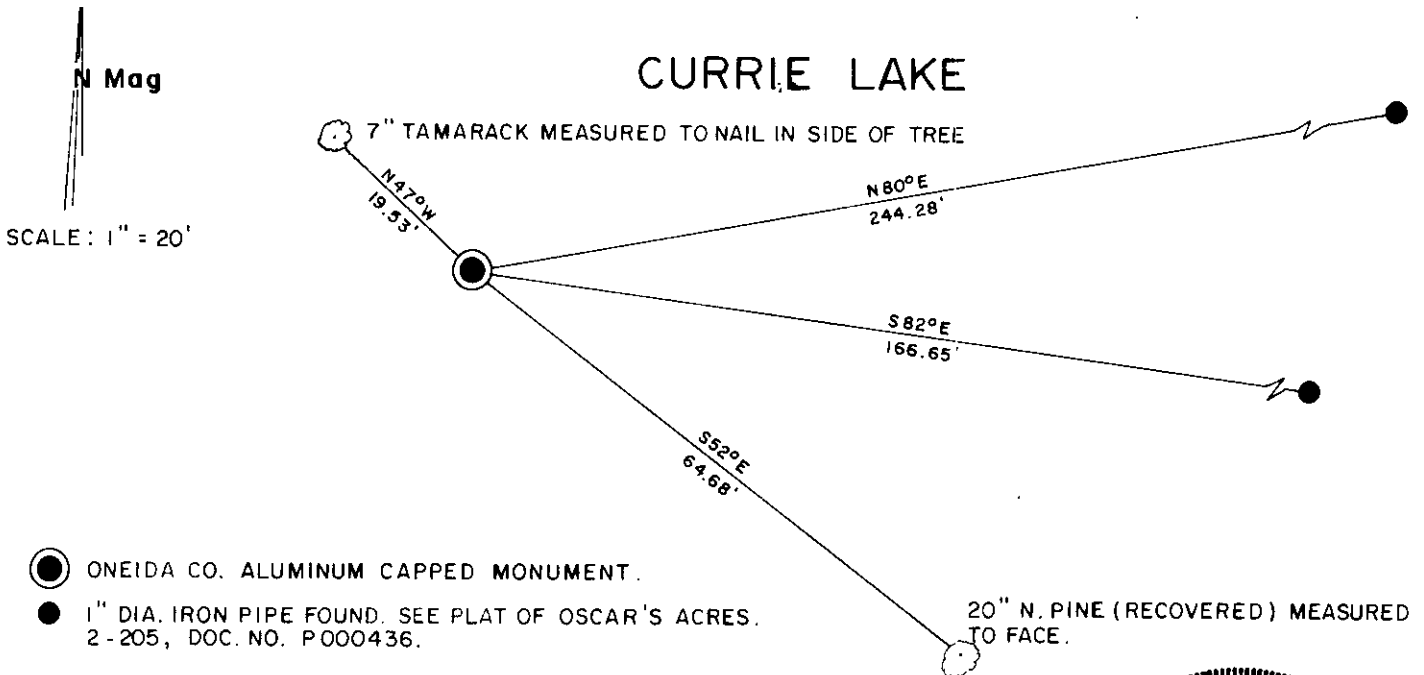 N Mag
CURRIE LAKE
7" TAMARACK MEASURED TO NAIL IN SIDE OF TREE
N47°W
19.53'
N80°E
244.28'
SCALE: 1" = 20'
S82°E
166.65'
S52°E
64.68'
ONEIDA CO. ALUMINUM CAPPED MONUMENT.
1" DIA. IRON PIPE FOUND. SEE PLAT OF OSCAR'S ACRES.
2-205, DOC. NO. P000436.
20" N. PINE (RECOVERED) MEASURED
TO FACE.